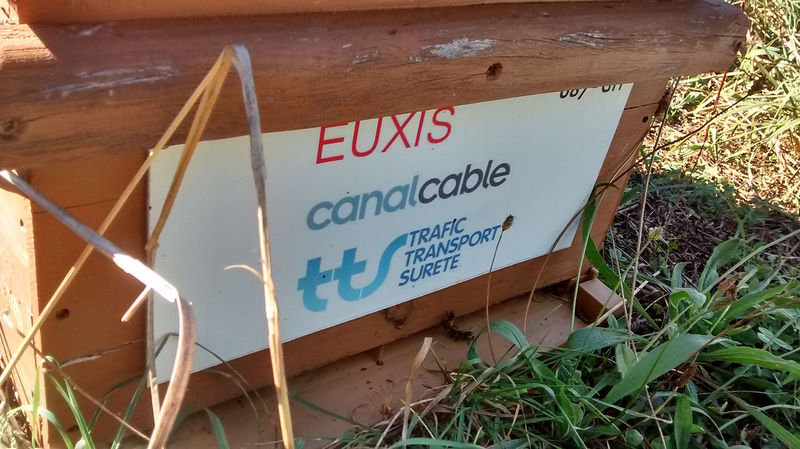 EUXIS
canalcable
tts TRAFIC
TRANSPORT
SURETE